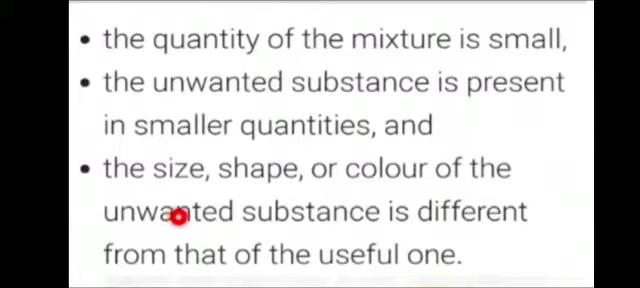 • the quantity of the mixture is small,
• the unwanted substance is present
in smaller quantities, and
• the size, shape, or colour of the
unwanted substance is different
from that of the useful one.